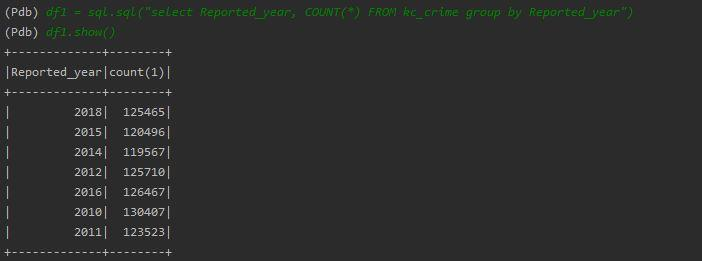 (Pdb) df1 = sql.sql("select Reported_year, COUNT(*) FROM kc_crime group by Reported_year")
(Pdb) df1.show()
+-------------+--------+
|Reported_year|count(1)|
+-------------+--------+
|         2018|  125465|
|         2015|  120496|
|         2014|  119567|
|         2012|  125710|
|         2016|  126467|
|         2010|  130407|
|         2011|  123523|
+-------------+--------+